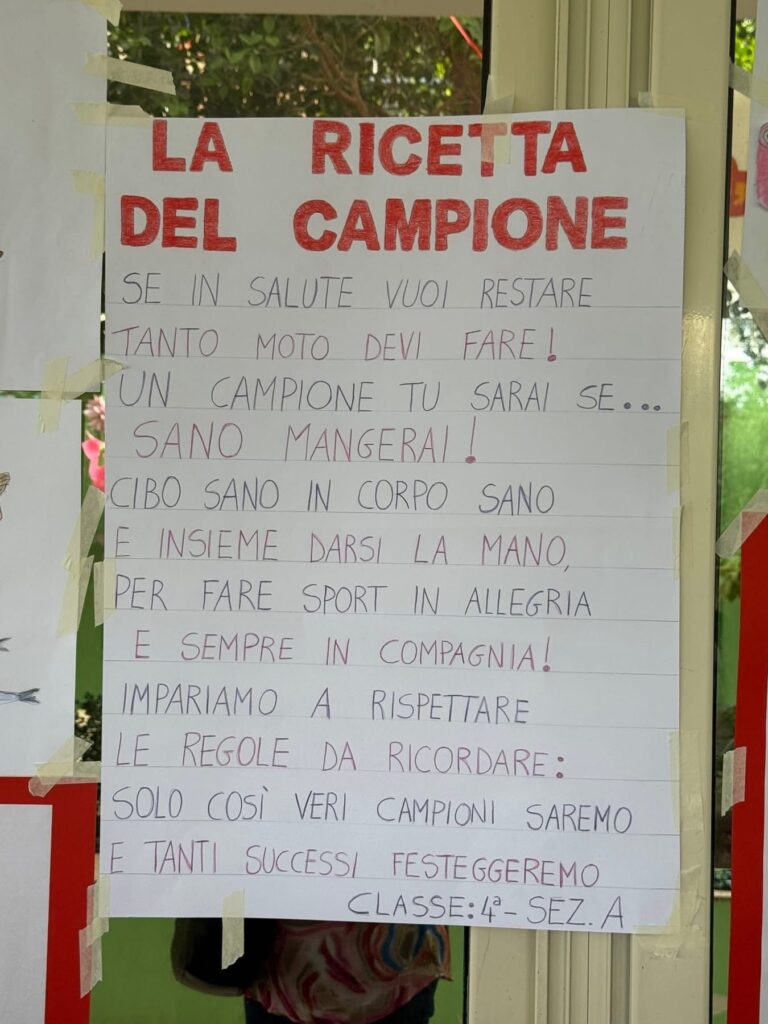 LA RICETTA
DEL CAMPIONE
SE IN SALUTE VUOI RESTARE
TANTO MOTO DEVI FARE!
UN CAMPIONE TU SARAI SE...
SANO MANGERAI!
CIBO SANO IN CORPO SANO
E INSIEME DARSI LA MANO,
PER FARE SPORT IN ALLEGRIA
E SEMPRE IN COMPAGNIA!
IMPARIAMO A RISPETTARE
LE REGOLE DA RICORDARE:
SOLO COSÌ VERI CAMPIONI SAREMO
E TANTI SUCCESSI FESTEGGEREMO
CLASSE: 4ª - SEZ. A